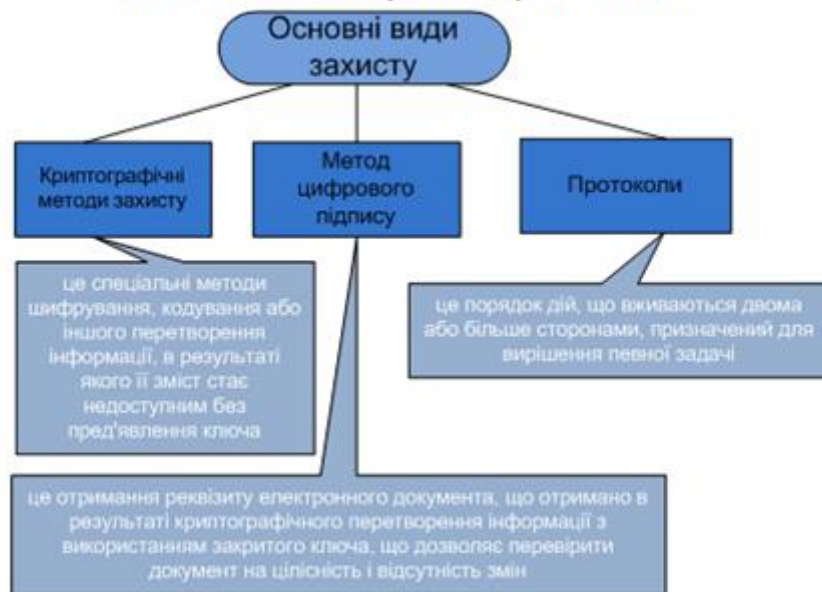 Основні види
захисту
Криптографічні
методи захисту
Метод
цифрового
підпису
Протоколи
це спеціальні методи
шифрування, кодування або
іншого перетворення
інформації, в результаті
якого її зміст стає
недоступним без
пред'явлення ключа
це порядок дій, що вживаються двома
або більше сторонами, призначений для
вирішення певної задачі
це отримання реквізиту електронного документа, що отримано в
результаті криптографічного перетворення інформації з
використанням закритого ключа, що дозволяє перевірити
документ на цілісність і відсутність змін